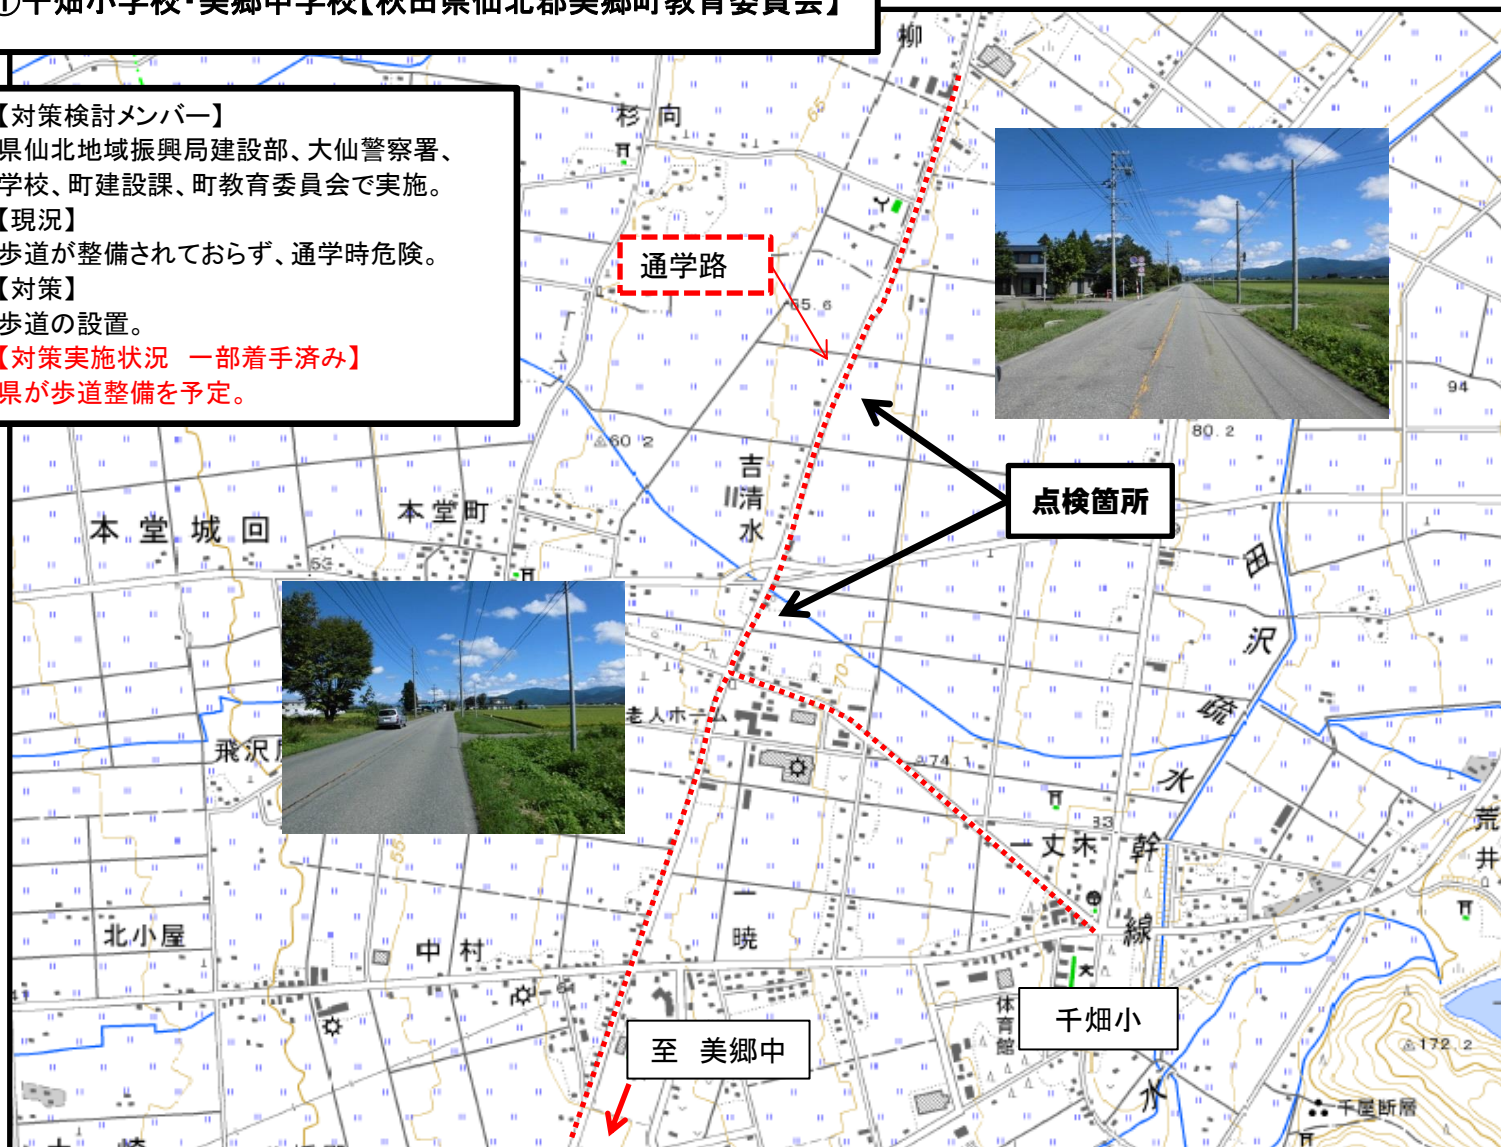 ①千畑小学校・美郷中学校【秋田県仙北郡美郷町教育委員会】
【対策検討メンバー】
県仙北地域振興局建設部、大仙警察署、
学校、町建設課、町教育委員会で実施。
【現況】
歩道が整備されておらず、通学時危険。
【対策】
歩道の設置。
【対策実施状況　一部着手済み】
県が歩道整備を予定。
柳
杉向
65
通学路
65.6
94
80.2
60.2
吉清水
点検箇所
本堂町
本堂城回
53
田沢疏水幹線
70
老人ホーム
飛沢
74.1
55
33
一丈木
荒井
一暁
北小屋
中村
61
体育館
千畑小
至　美郷中
172.2
水
千屋断層